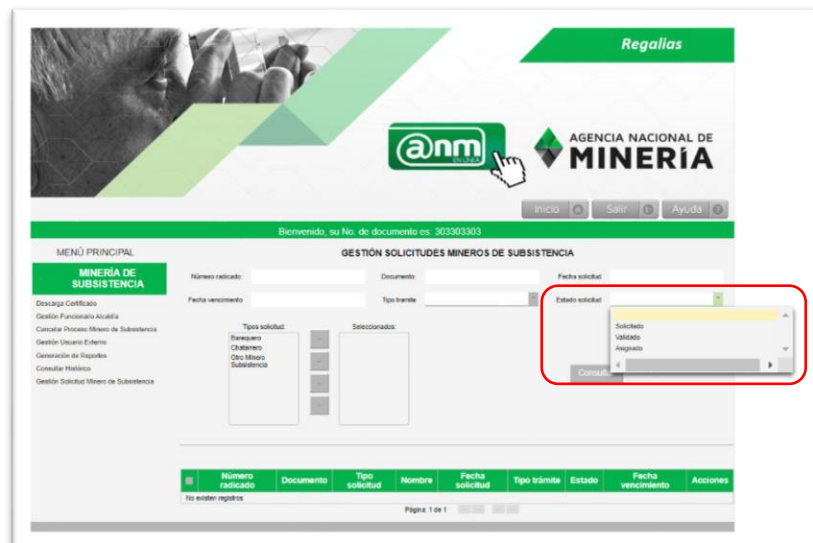 Regalías
@nm
EN LÍNEA
AGENCIA NACIONAL DE
MINERÍA
Inicio
Salir
Ayuda
Bienvenido, su No. de documento es: 303303303
MENÚ PRINCIPAL
GESTIÓN SOLICITUDES MINEROS DE SUBSISTENCIA
MINERÍA DE
SUBSISTENCIA
Número radicado:
Documento:
Fecha solicitud:
Fecha vencimiento:
Tipo tramite
Estado solicitud:
Descarga Certificado
Gestión Funcionario Alcaldía
Cancelar Proceso Minero de Subsistencia
Gestión Usuario Externo
Generación de Reportes
Consultar Histórico
Gestión Solicitud Minero de Subsistencia
Tipos solicitud:
Seleccionados:
Barequero
Chatarrero
Otro Minero
Subsistencia
Solicitado
Validado
Asignado
Número
radicado
Documento
Tipo
solicitud
Nombre
Fecha
solicitud
Tipo trámite
Estado
Fecha
vencimiento
Acciones
No existen registros
Página: 1 de 1